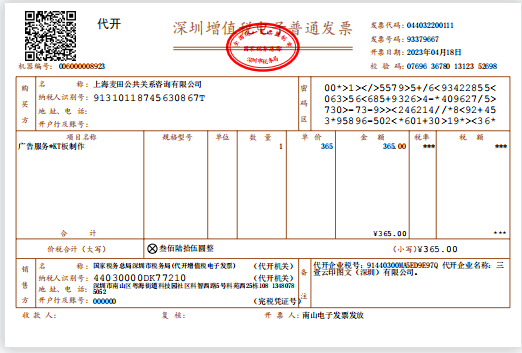 代开
深圳增值税电子普通发票
发票代码:044032200111
发票号码:93379667
开票日期:2023年04月18日
机器编号:006000008923
校 验 码:07696 36780 13123 52698
购买方
名 称:上海麦田公共关系咨询有限公司
纳税人识别号:91310118745630867T
地 址、电 话:
开户行及账号:
密码区
00*>1></>5579>5+/6<93422855<
063>56<685+9326>4-*409627/5>
730>-73-9>><246214//*8<92+45
3*95896-502<*601+30>19*><36*
项目名称 规格型号 单位 数 量 单 价 金 额 税率 税 额
广告服务*KT板制作 1 365 365.00 *** ***
合 计 ¥365.00 ***
价税合计(大写) ⊗叁佰陆拾伍圆整 (小写)¥365.00
销售方
名 称:国家税务总局深圳市税务局(代开增值税电子发票) (代开机关)
纳税人识别号:44030000DK77210 (代开机关)
地 址、电 话:深圳市南山区粤海街道科技园社区科智西路5号科苑西25栋108 13480785052
开户行及账号:000000 (完税凭证号)
备注
代开企业税号:91440300MA5ED9E97Q 代开企业名称:三壹云印图文(深圳)有限公司。
收 款 人: 复 核: 开 票 人:南山电子发票发放